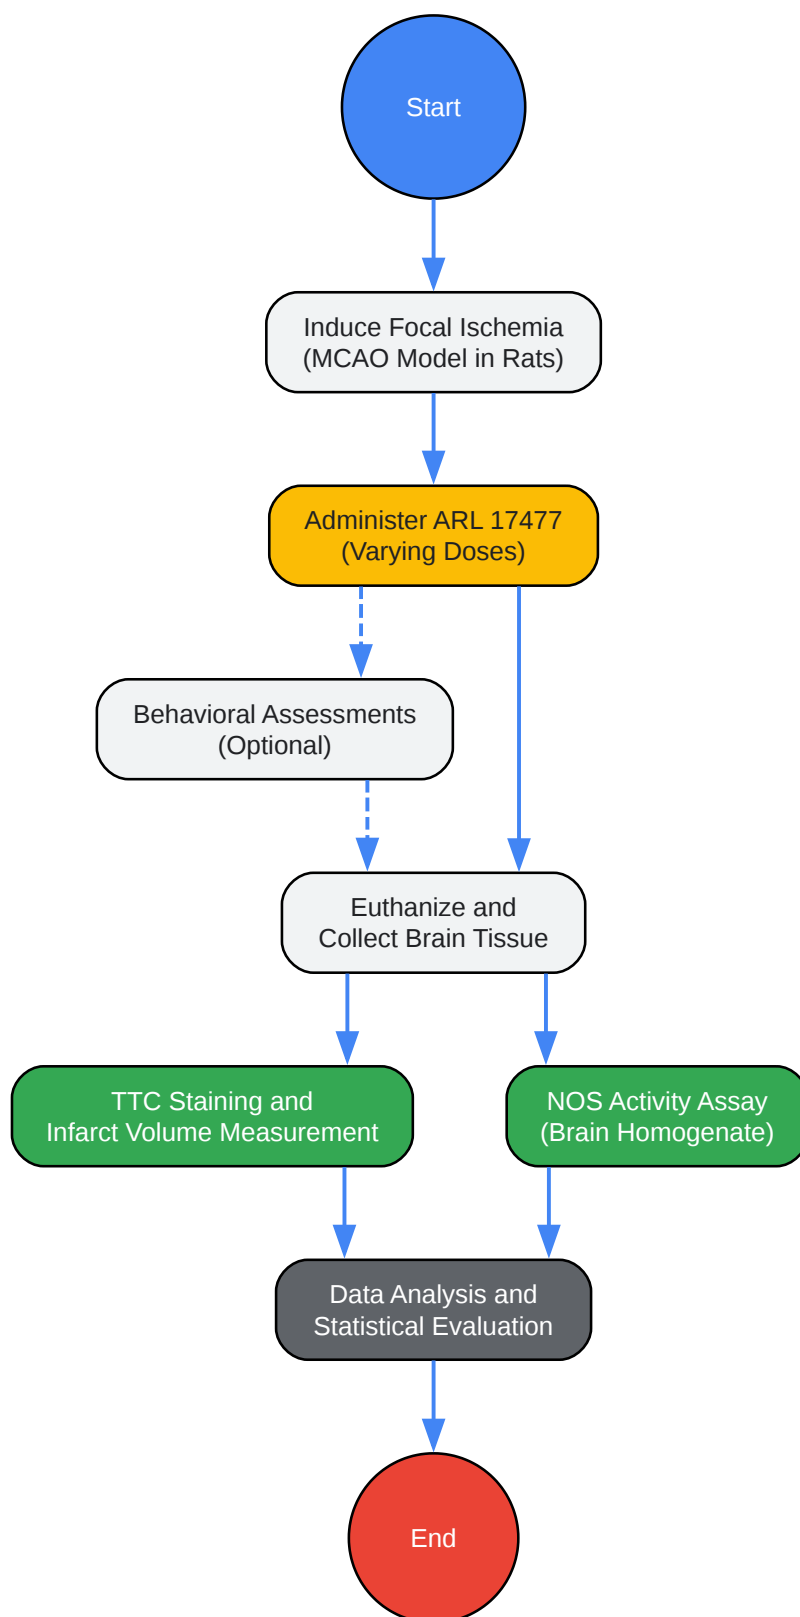 Start
Induce Focal Ischemia
(MCAO Model in Rats)
Administer ARL 17477
(Varying Doses)
Behavioral Assessments
(Optional)
Euthanize and
Collect Brain Tissue
TTC Staining and
Infarct Volume Measurement
NOS Activity Assay
(Brain Homogenate)
Data Analysis and
Statistical Evaluation
End